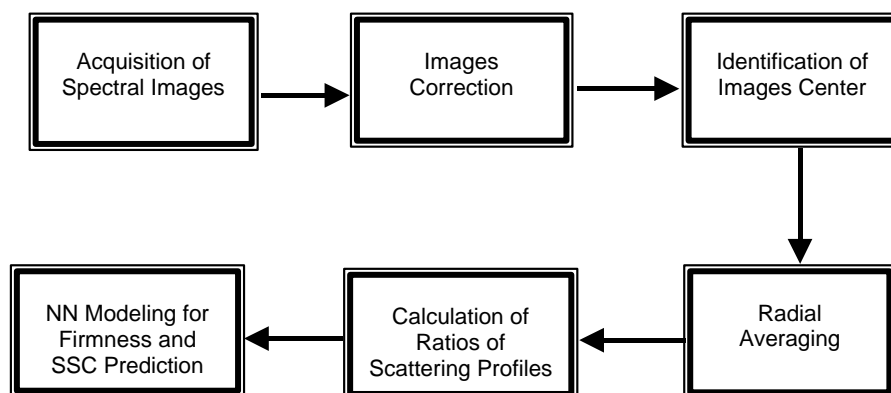 Acquisition of
Spectral Images
Images
Correction
Identification of
Images Center
Radial
Averaging
Calculation of
Ratios of
Scattering Profiles
NN Modeling for
Firmness and
SSC Prediction